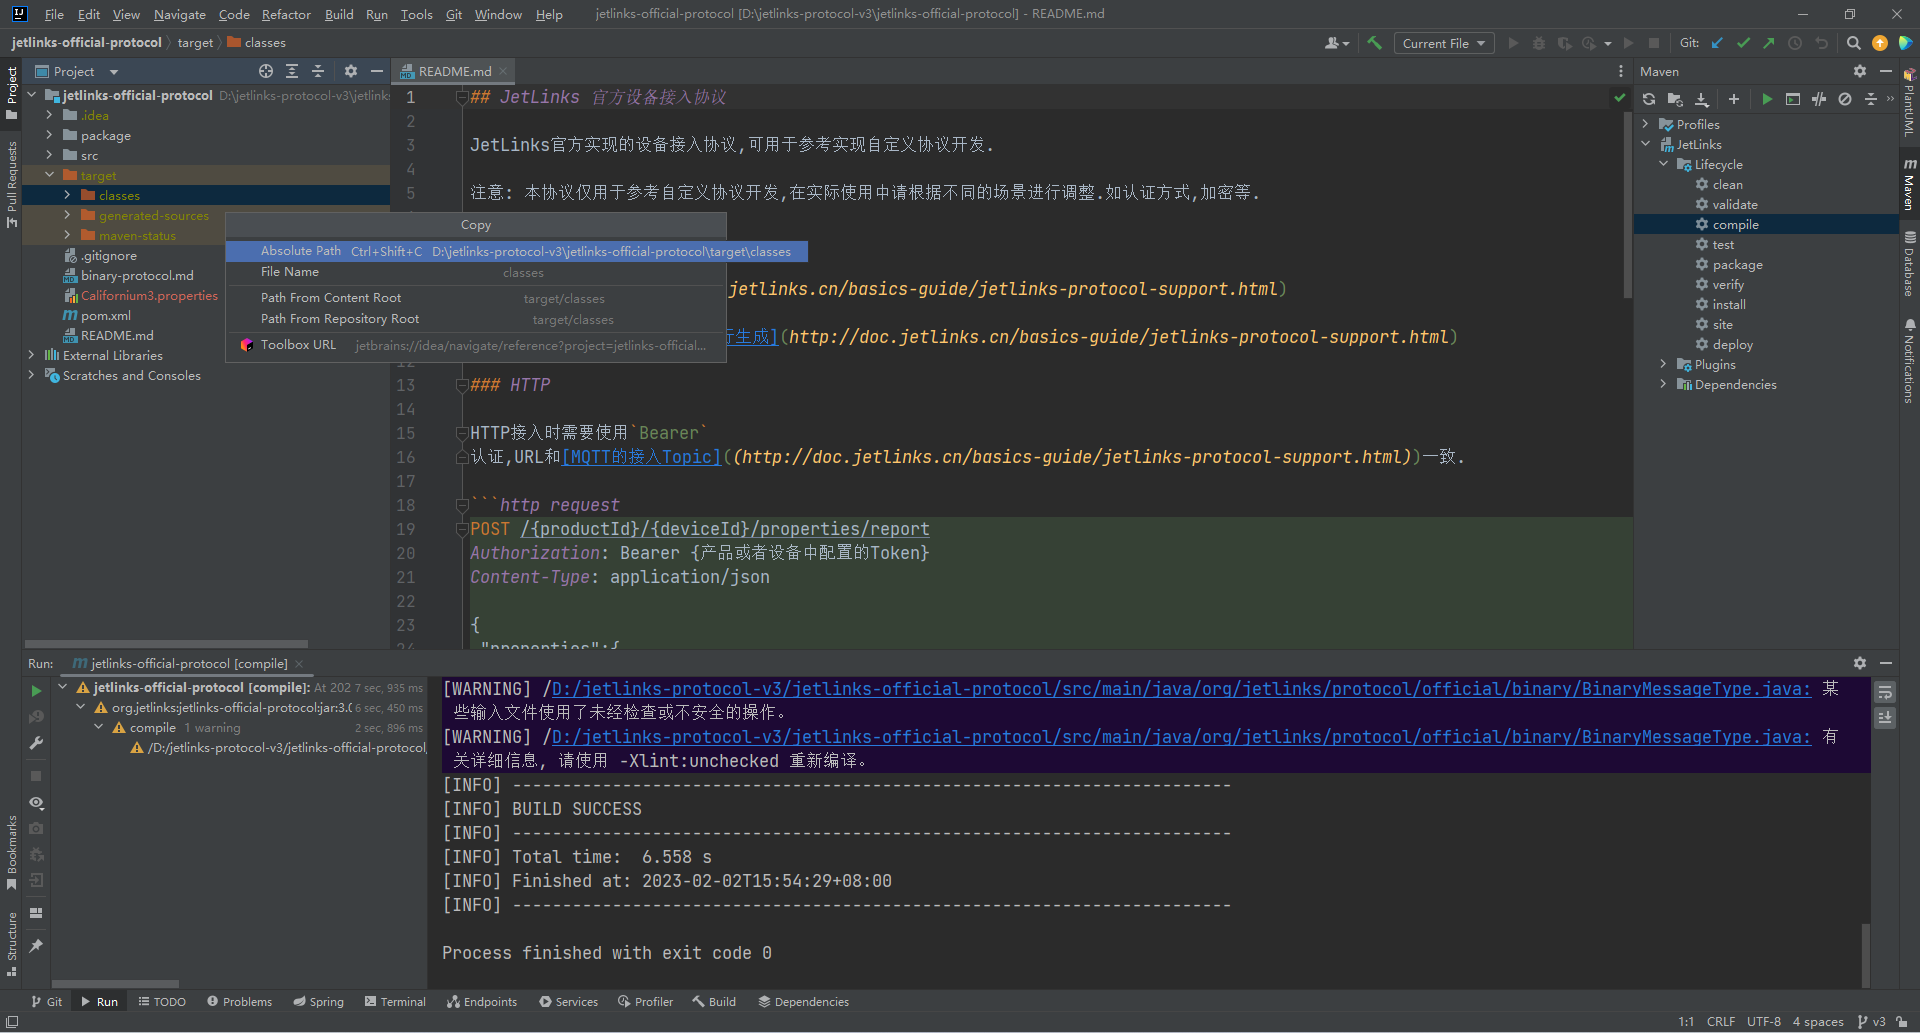 File Edit View Navigate Code Refactor Build Run Tools Git Window Help jetlinks-official-protocol [D:\jetlinks-protocol-v3\jetlinks-official-protocol] - README.md
jetlinks-official-protocol target classes
Current File Git:
Project
README.md
Maven
jetlinks-official-protocol D:\jetlinks-protocol-v3\jetlinks
.idea
package
src
target
classes
generated-sources
maven-status
.gitignore
binary-protocol.md
Californium3.properties
pom.xml
README.md
External Libraries
Scratches and Consoles
Copy
Absolute Path Ctrl+Shift+C D:\jetlinks-protocol-v3\jetlinks-official-protocol\target\classes
File Name classes
Path From Content Root target/classes
Path From Repository Root target/classes
Toolbox URL jetbrains://idea/navigate/reference?project=jetlinks-official...
1 ## JetLinks 官方设备接入协议
2
3 JetLinks官方实现的设备接入协议,可用于参考实现自定义协议开发.
4
5 注意: 本协议仅用于参考自定义协议开发,在实际使用中请根据不同的场景进行调整.如认证方式,加密等.
jetlinks.cn/basics-guide/jetlinks-protocol-support.html)
行生成](http://doc.jetlinks.cn/basics-guide/jetlinks-protocol-support.html)
12
13 ### HTTP
14
15 HTTP接入时需要使用`Bearer`
16 认证,URL和[MQTT的接入Topic]((http://doc.jetlinks.cn/basics-guide/jetlinks-protocol-support.html))一致.
17
18 ```http request
19 POST /{productId}/{deviceId}/properties/report
20 Authorization: Bearer {产品或者设备中配置的Token}
21 Content-Type: application/json
22
23 {
24 "properties":{
Profiles
JetLinks
Lifecycle
clean
validate
compile
test
package
verify
install
site
deploy
Plugins
Dependencies
Project
Pull Requests
Bookmarks
Structure
PlantUML
Maven
Database
Notifications
Run: jetlinks-official-protocol [compile]
jetlinks-official-protocol [compile]: At 202 7 sec, 935 ms
org.jetlinks:jetlinks-official-protocol:jar:3.0 6 sec, 450 ms
compile 1 warning 2 sec, 896 ms
/D:/jetlinks-protocol-v3/jetlinks-official-protocol
[WARNING] /D:/jetlinks-protocol-v3/jetlinks-official-protocol/src/main/java/org/jetlinks/protocol/official/binary/BinaryMessageType.java: 某
些输入文件使用了未经检查或不安全的操作。
[WARNING] /D:/jetlinks-protocol-v3/jetlinks-official-protocol/src/main/java/org/jetlinks/protocol/official/binary/BinaryMessageType.java: 有
关详细信息, 请使用 -Xlint:unchecked 重新编译。
[INFO] ------------------------------------------------------------------------
[INFO] BUILD SUCCESS
[INFO] ------------------------------------------------------------------------
[INFO] Total time:  6.558 s
[INFO] Finished at: 2023-02-02T15:54:29+08:00
[INFO] ------------------------------------------------------------------------
Process finished with exit code 0
Git Run TODO Problems Spring Terminal Endpoints Services Profiler Build Dependencies
1:1 CRLF UTF-8 4 spaces v3